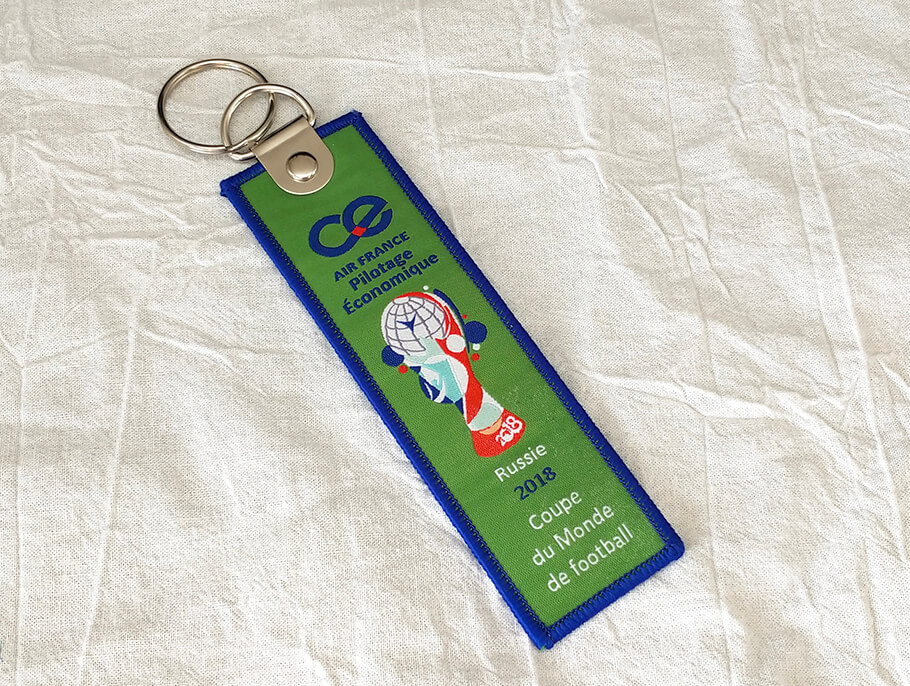 ce
AIR FRANCE
Pilotage
Économique
2018
Russie
2018
Coupe
du Monde
de football